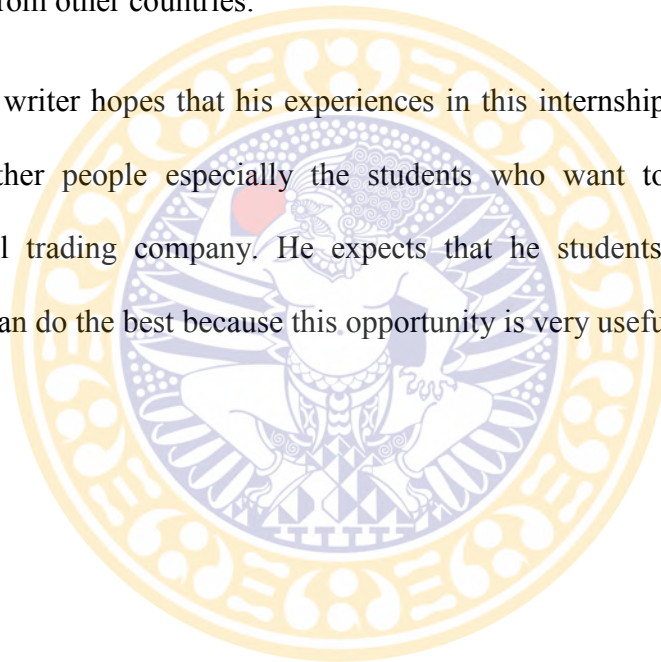 from other countries.
writer hopes that his experiences in this internship
ther people especially the students who want to
l trading company. He expects that he students
an do the best because this opportunity is very usefu